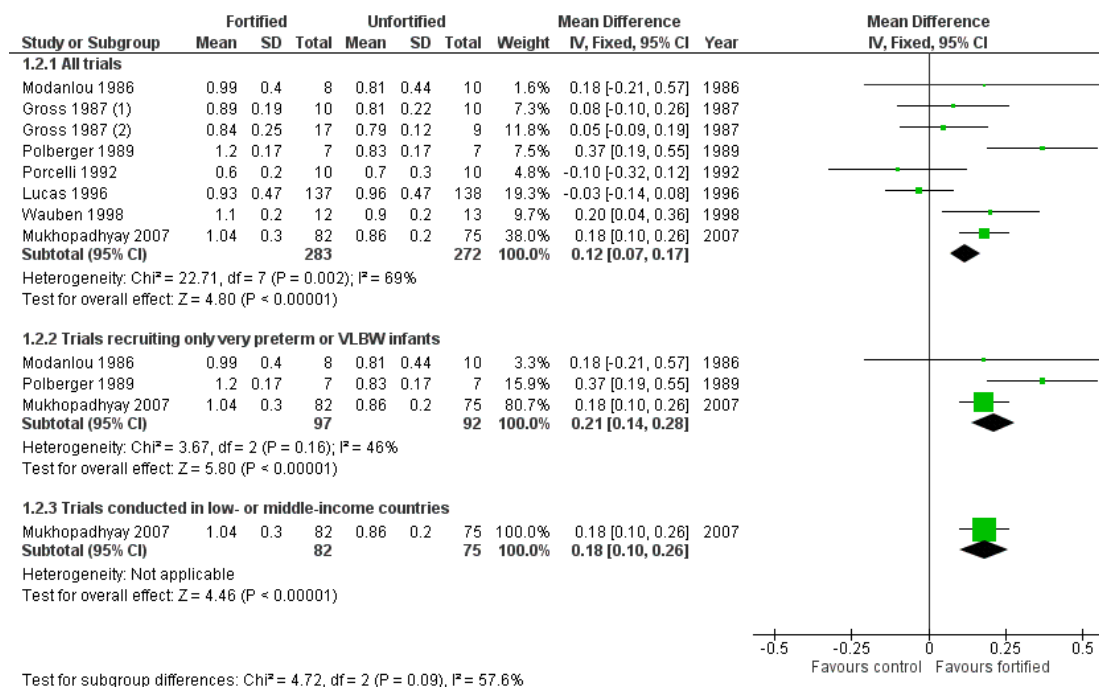 Fortified Unfortified Mean Difference Mean Difference
Study or Subgroup Mean SD Total Mean SD Total Weight IV, Fixed, 95% CI Year IV, Fixed, 95% CI
1.2.1 All trials
Modanlou 1986 0.99 0.4 8 0.81 0.44 10 1.6% 0.18 [-0.21, 0.57] 1986
Gross 1987 (1) 0.89 0.19 10 0.81 0.22 10 7.3% 0.08 [-0.10, 0.26] 1987
Gross 1987 (2) 0.84 0.25 17 0.79 0.12 9 11.8% 0.05 [-0.09, 0.19] 1987
Polberger 1989 1.2 0.17 7 0.83 0.17 7 7.5% 0.37 [0.19, 0.55] 1989
Porcelli 1992 0.6 0.2 10 0.7 0.3 10 4.8% -0.10 [-0.32, 0.12] 1992
Lucas 1996 0.93 0.47 137 0.96 0.47 138 19.3% -0.03 [-0.14, 0.08] 1996
Wauben 1998 1.1 0.2 12 0.9 0.2 13 9.7% 0.20 [0.04, 0.36] 1998
Mukhopadhyay 2007 1.04 0.3 82 0.86 0.2 75 38.0% 0.18 [0.10, 0.26] 2007
Subtotal (95% CI) 283 272 100.0% 0.12 [0.07, 0.17]
Heterogeneity: Chi² = 22.71, df = 7 (P = 0.002); I² = 69%
Test for overall effect: Z = 4.80 (P < 0.00001)
1.2.2 Trials recruiting only very preterm or VLBW infants
Modanlou 1986 0.99 0.4 8 0.81 0.44 10 3.3% 0.18 [-0.21, 0.57] 1986
Polberger 1989 1.2 0.17 7 0.83 0.17 7 15.9% 0.37 [0.19, 0.55] 1989
Mukhopadhyay 2007 1.04 0.3 82 0.86 0.2 75 80.7% 0.18 [0.10, 0.26] 2007
Subtotal (95% CI) 97 92 100.0% 0.21 [0.14, 0.28]
Heterogeneity: Chi² = 3.67, df = 2 (P = 0.16); I² = 46%
Test for overall effect: Z = 5.80 (P < 0.00001)
1.2.3 Trials conducted in low- or middle-income countries
Mukhopadhyay 2007 1.04 0.3 82 0.86 0.2 75 100.0% 0.18 [0.10, 0.26] 2007
Subtotal (95% CI) 82 75 100.0% 0.18 [0.10, 0.26]
Heterogeneity: Not applicable
Test for overall effect: Z = 4.46 (P < 0.00001)
-0.5 -0.25 0 0.25 0.5
Favours control Favours fortified
Test for subgroup differences: Chi² = 4.72, df = 2 (P = 0.09), I² = 57.6%